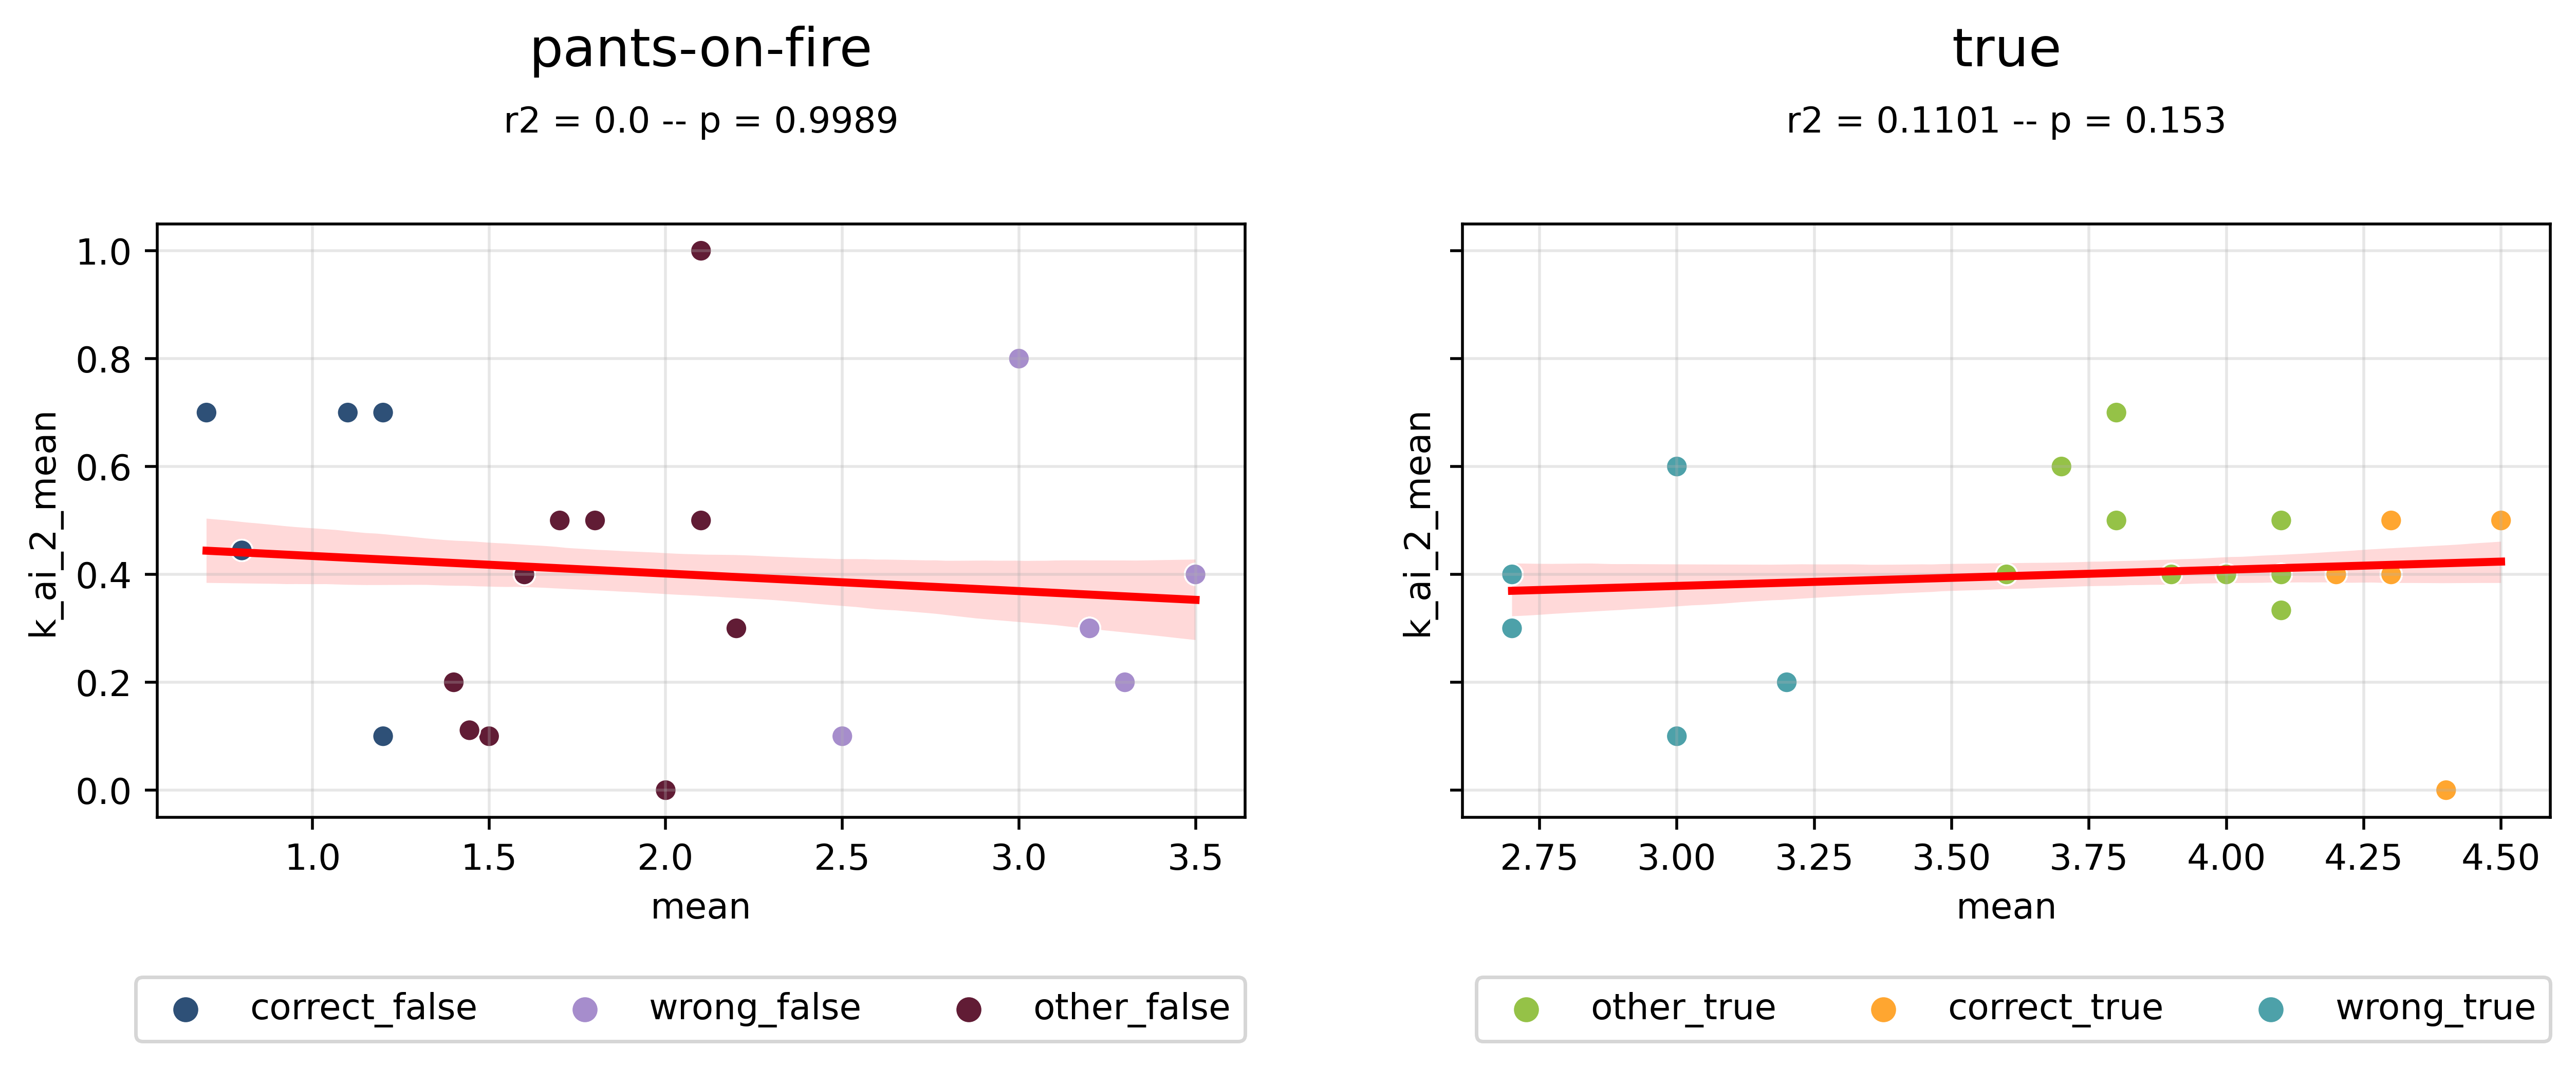 pants-on-fire
r2 = 0.0 -- p = 0.9989
k_ai_2_mean
1.0
0.8
0.6
0.4
0.2
0.0
1.0 1.5 2.0 2.5 3.0 3.5
mean
correct_false wrong_false other_false
true
r2 = 0.1101 -- p = 0.153
k_ai_2_mean
2.75 3.00 3.25 3.50 3.75 4.00 4.25 4.50
mean
other_true correct_true wrong_true